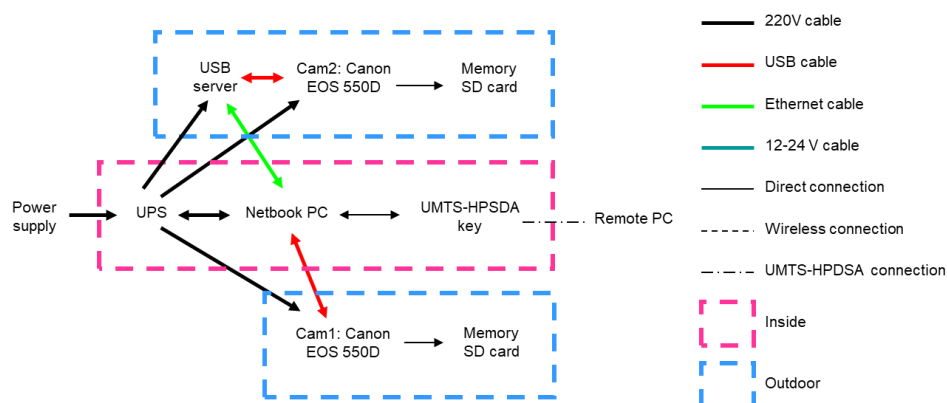 USB
server
Cam2: Canon
EOS 550D
Memory
SD card
Power
supply
UPS
Netbook PC
UMTS-HPSDA
key
Remote PC
Cam1: Canon
EOS 550D
Memory
SD card
220V cable
USB cable
Ethernet cable
12-24 V cable
Direct connection
Wireless connection
UMTS-HPDSA connection
Inside
Outdoor